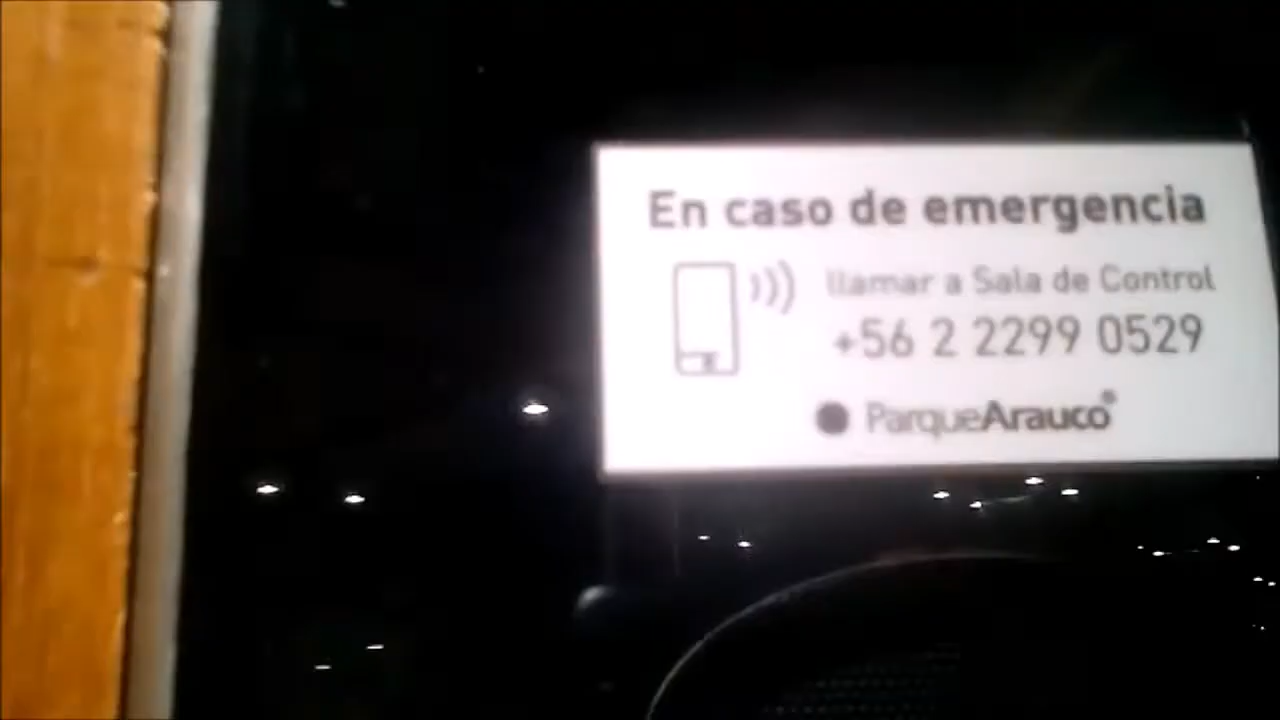 En caso de emergencia
llamar a Sala de Control
+56 2 2299 0529
ParqueArauco®